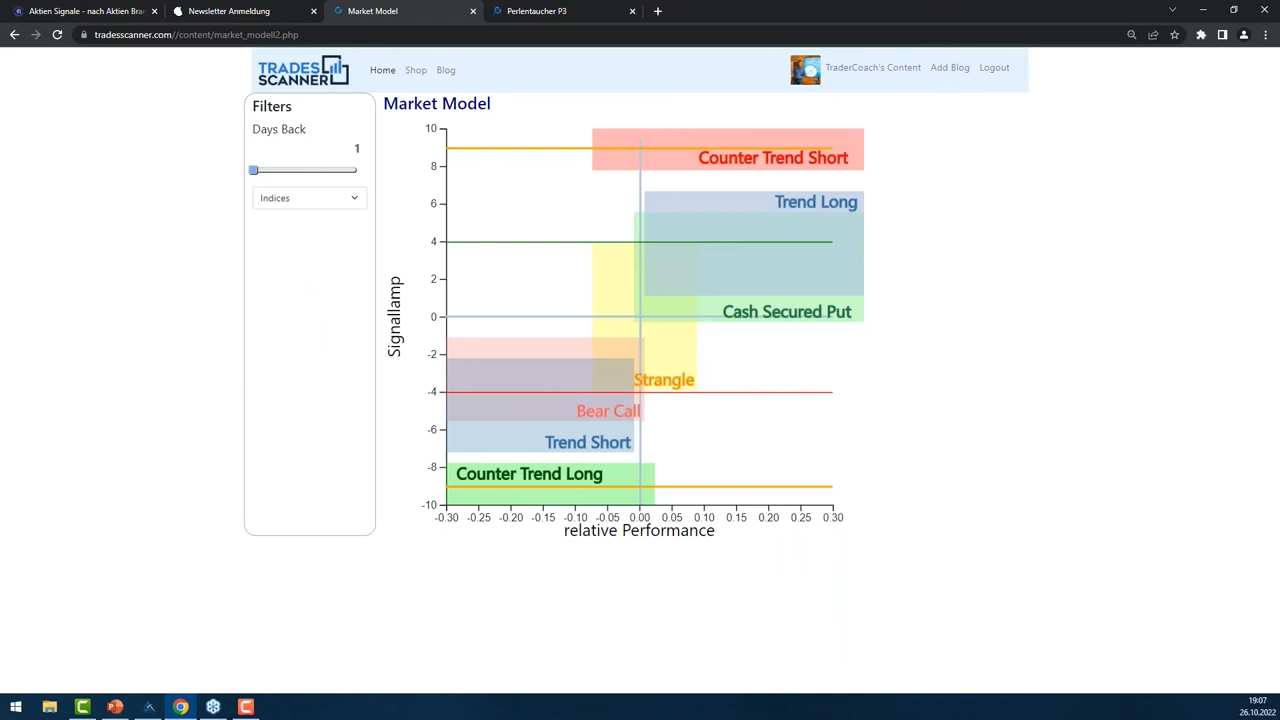 Aktien Signale - nach Aktien Bra
Newsletter Anmeldung
Market Model
Perlentaucher P3
tradesscanner.com//content/market_modell2.php
TRADES
SCANNER
Home
Shop
Blog
TraderCoach's Content
Add Blog
Logout
Filters
Days Back
1
Indices
Market Model
10
8
6
4
2
0
-2
-4
-6
-8
-10
Signallamp
Counter Trend Short
Trend Long
Cash Secured Put
Strangle
Bear Call
Trend Short
Counter Trend Long
-0.30 -0.25 -0.20 -0.15 -0.10 -0.05 0.00 0.05 0.10 0.15 0.20 0.25 0.30
relative Performance
19:07
26.10.2022